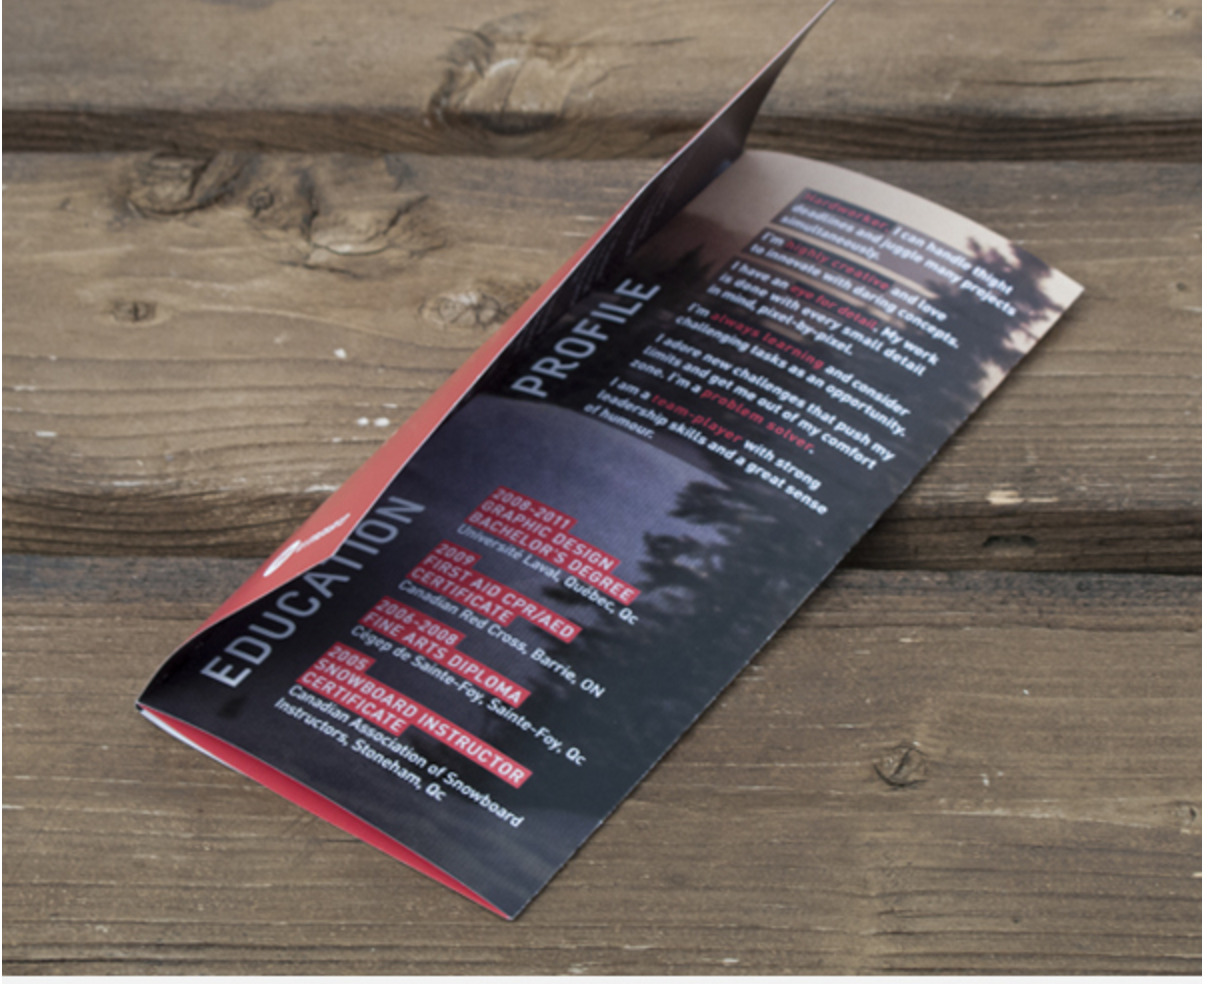 PROFILE
Hardworker, I can handle thight
deadlines and juggle many projects
simultaneously.
I'm highly creative and love
to innovate with daring concepts.
I have an eye for detail. My work
is done with every small detail
in mind, pixel-by-pixel.
I'm always learning and consider
challenging tasks as an opportunity.
I adore new challenges that push my
limits and get me out of my comfort
zone. I'm a problem solver.
I am a team-player with strong
leadership skills and a great sense
of humour.
EDUCATION
2008-2011
GRAPHIC DESIGN
BACHELOR'S DEGREE
Université Laval, Québec, Qc
2009
FIRST AID CPR/AED
CERTIFICATE
Canadian Red Cross, Barrie, ON
2006-2008
FINE ARTS DIPLOMA
Cégep de Sainte-Foy, Sainte-Foy, Qc
2005
SNOWBOARD INSTRUCTOR
CERTIFICATE
Canadian Association of Snowboard
Instructors, Stoneham, Qc